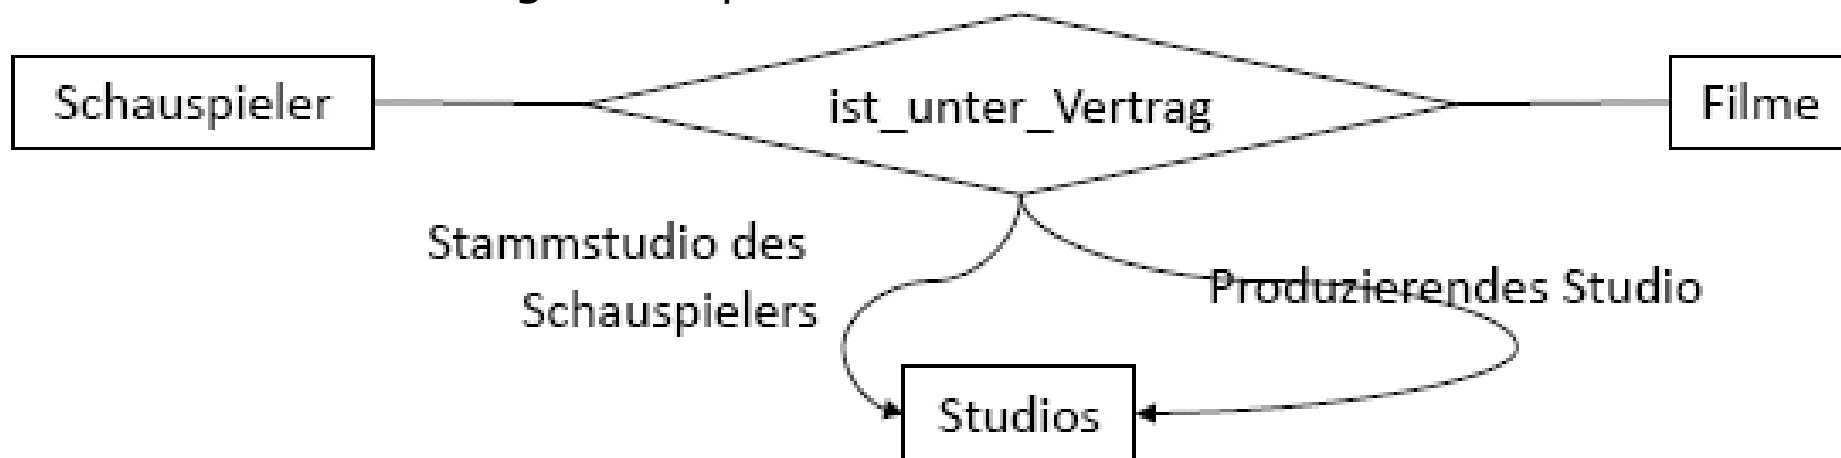 Schauspieler
ist_unter_Vertrag
Filme
Stammstudio des
Schauspielers
Produzierendes Studio
Studios